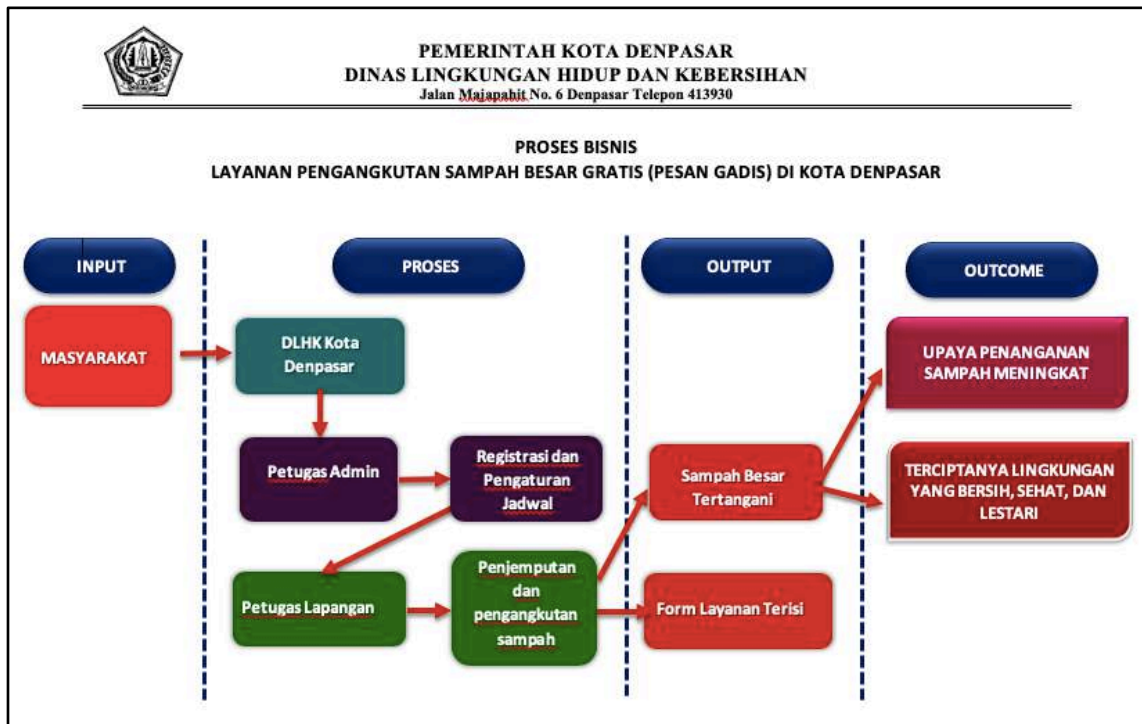 PEMERINTAH KOTA DENPASAR
DINAS LINGKUNGAN HIDUP DAN KEBERSIHAN
Jalan Majapahit No. 6 Denpasar Telepon 413930
PROSES BISNIS
LAYANAN PENGANGKUTAN SAMPAH BESAR GRATIS (PESAN GADIS) DI KOTA DENPASAR
INPUT
PROSES
OUTPUT
OUTCOME
MASYARAKAT
DLHK Kota
Denpasar
UPAYA PENANGANAN
SAMPAH MENINGKAT
Petugas Admin
Registrasi dan
Pengaturan
Jadwal
Sampah Besar
Tertangani
TERCIPTANYA LINGKUNGAN
YANG BERSIH, SEHAT, DAN
LESTARI
Petugas Lapangan
Penjemputan
dan
pengangkutan
sampah
Form Layanan Terisi